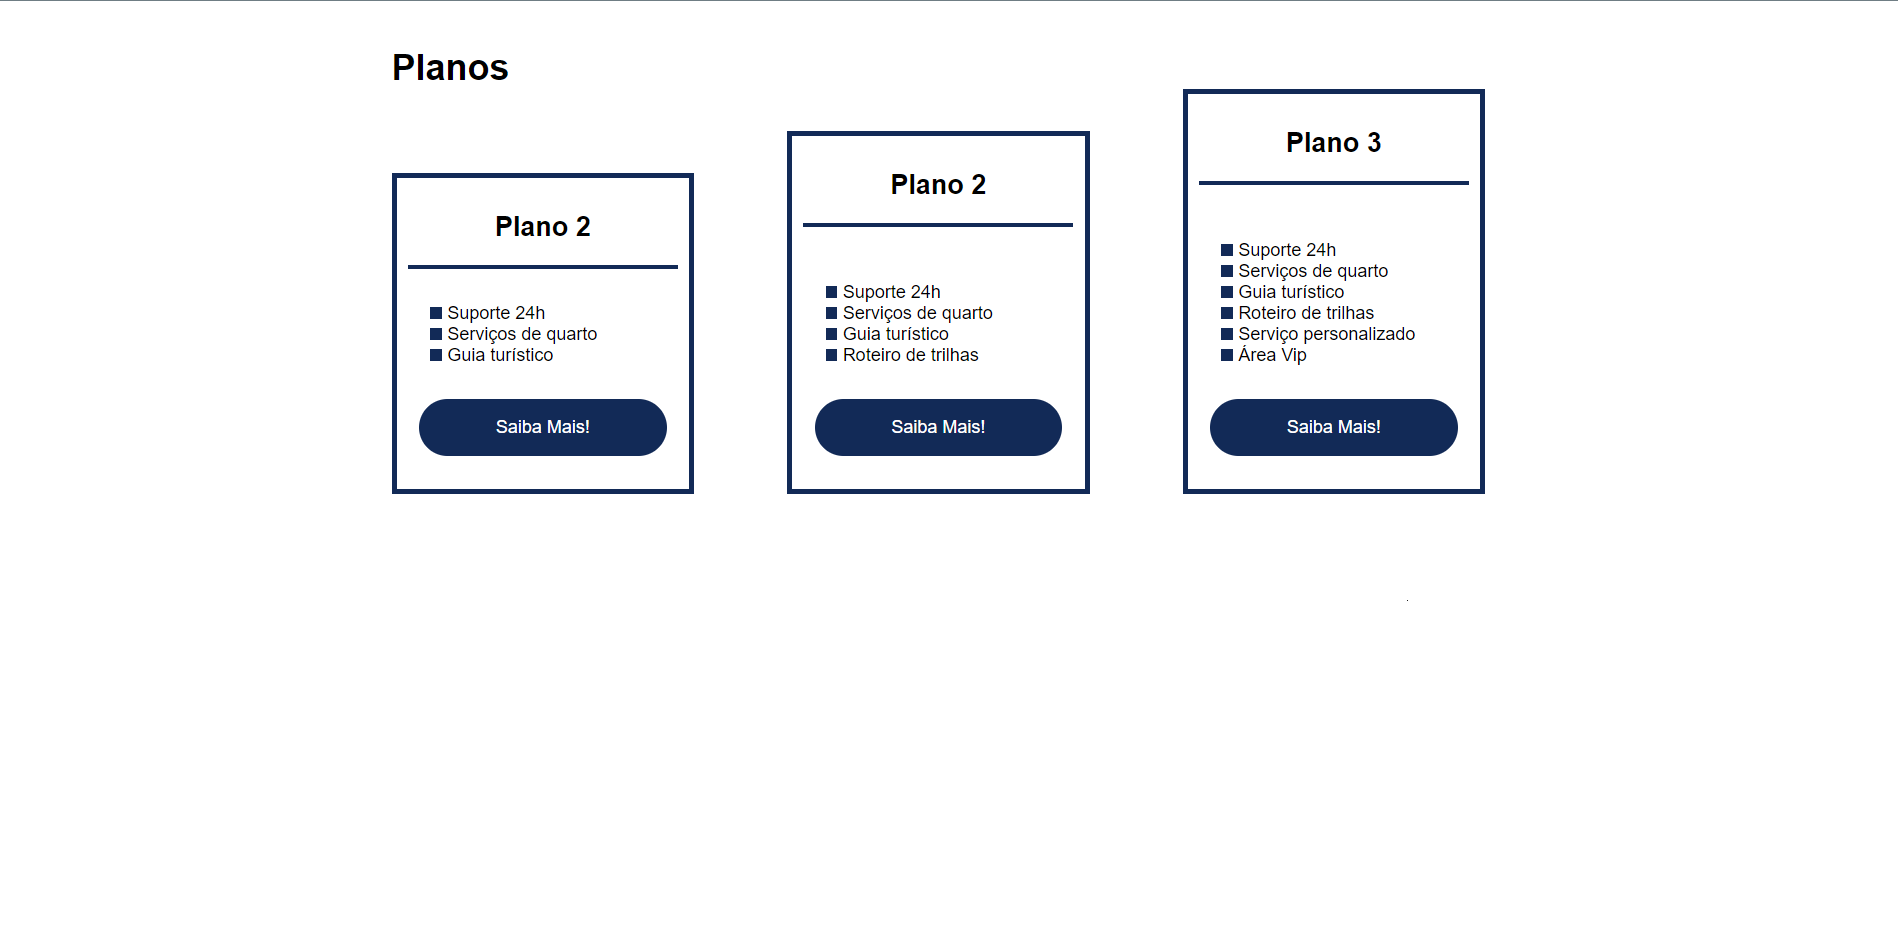 Planos
Plano 2
Suporte 24h
Serviços de quarto
Guia turístico
Saiba Mais!
Plano 2
Suporte 24h
Serviços de quarto
Guia turístico
Roteiro de trilhas
Saiba Mais!
Plano 3
Suporte 24h
Serviços de quarto
Guia turístico
Roteiro de trilhas
Serviço personalizado
Área Vip
Saiba Mais!